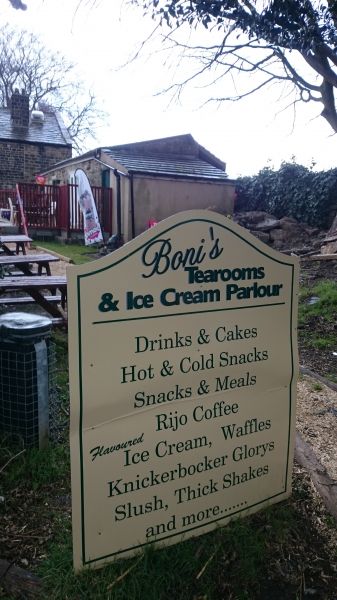 Boni's
Tearooms
& Ice Cream Parlour
Drinks & Cakes
Hot & Cold Snacks
Snacks & Meals
Rijo Coffee
Flavoured Ice Cream, Waffles
Knickerbocker Glorys
Slush, Thick Shakes
and more.......